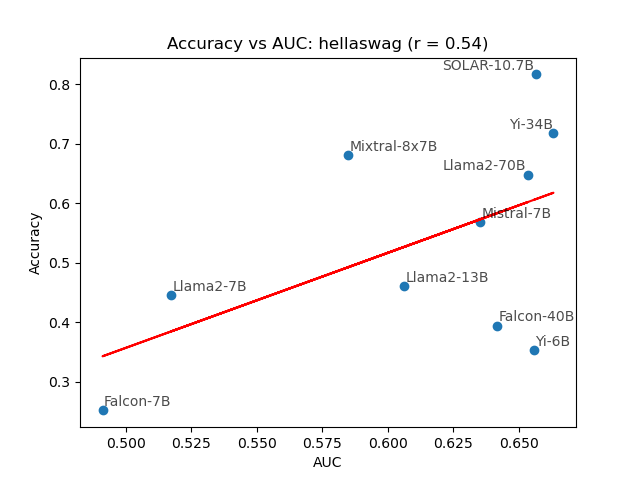 Accuracy vs AUC: hellaswag (r = 0.54)
SOLAR-10.7B
Yi-34B
Mixtral-8x7B
Llama2-70B
Mistral-7B
Llama2-13B
Llama2-7B
Falcon-40B
Yi-6B
Falcon-7B
0.8
0.7
0.6
0.5
0.4
0.3
Accuracy
0.500 0.525 0.550 0.575 0.600 0.625 0.650
AUC